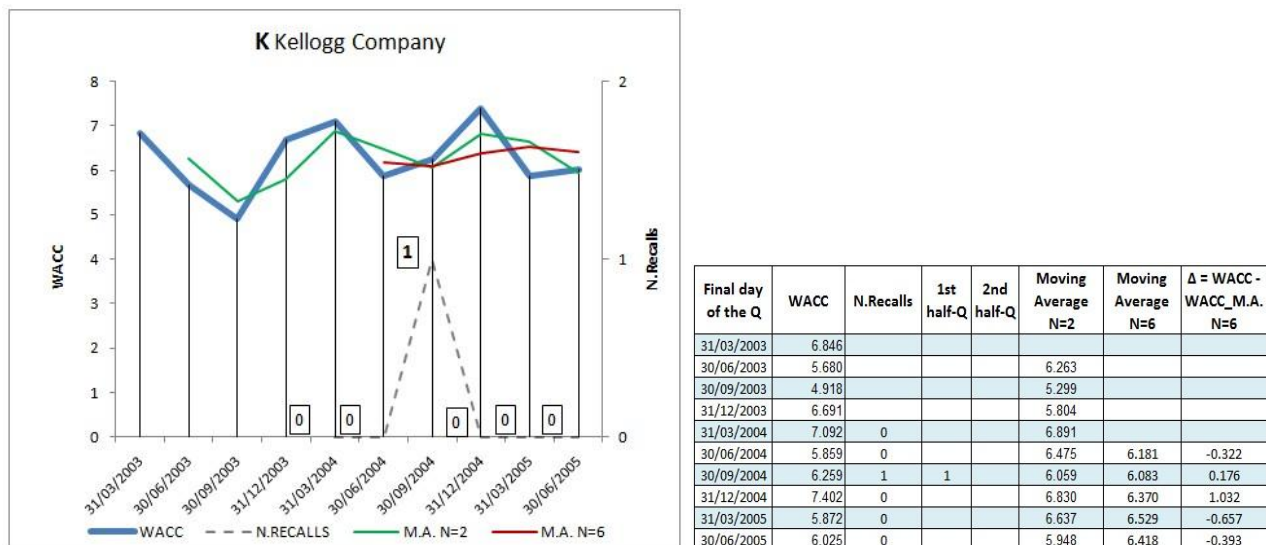 K Kellogg Company
8
7
6
5
4
3
2
1
0
WACC
2
1
0
N.Recalls
0
0
1
0
0
0
31/03/2003
30/06/2003
30/09/2003
31/12/2003
31/03/2004
30/06/2004
30/09/2004
31/12/2004
31/03/2005
30/06/2005
WACC N.RECALLS M.A. N=2 M.A. N=6
Final day of the Q WACC N.Recalls 1st half-Q 2nd half-Q Moving Average N=2 Moving Average N=6 Δ = WACC - WACC_M.A. N=6
31/03/2003 6.846
30/06/2003 5.680 6.263
30/09/2003 4.918 5.299
31/12/2003 6.691 5.804
31/03/2004 7.092 0 6.891
30/06/2004 5.859 0 6.475 6.181 -0.322
30/09/2004 6.259 1 1 6.059 6.083 0.176
31/12/2004 7.402 0 6.830 6.370 1.032
31/03/2005 5.872 0 6.637 6.529 -0.657
30/06/2005 6.025 0 5.948 6.418 -0.393